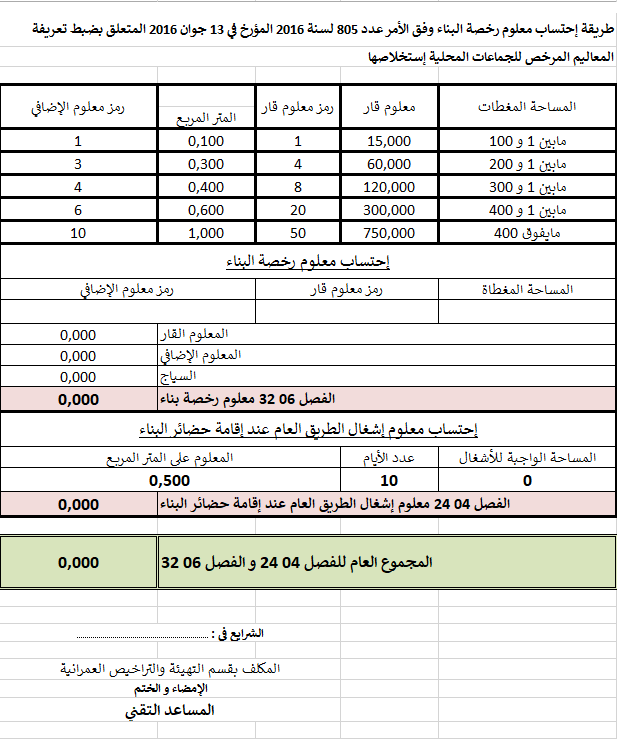 طريقة إحتساب معلوم رخصة البناء وفق الأمر عدد 805 لسنة 2016 المؤرخ في 13 جوان 2016 المتعلق بضبط تعريفة
المعاليم المرخص للجماعات المحلية إستخلاصها
المساحة المغطات معلوم قار رمز معلوم قار المتر المربع رمز معلوم الإضافي
مابين 1 و 100 15,000 1 0,100 1
مابين 1 و 200 60,000 4 0,300 3
مابين 1 و 300 120,000 8 0,400 4
مابين 1 و 400 300,000 20 0,600 6
مايفوق 400 750,000 50 1,000 10
إحتساب معلوم رخصة البناء
المساحة المغطاة رمز معلوم قار رمز معلوم الإضافي
المعلوم القار 0,000
المعلوم الإضافي 0,000
السياج 0,000
الفصل 06 32 معلوم رخصة بناء 0,000
إحتساب معلوم إشغال الطريق العام عند إقامة حضائر البناء
المساحة الواجبة للأشغال عدد الأيام المعلوم على المتر المربع
0 10 0,500
الفصل 04 24 معلوم إشغال الطريق العام عند إقامة حضائر البناء 0,000
المجموع العام للفصل 04 24 و الفصل 06 32 0,000
الشرايع في : ........................................
المكلف بقسم التهيئة والتراخيص العمرانية
الإمضاء و الختم
المساعد التقني